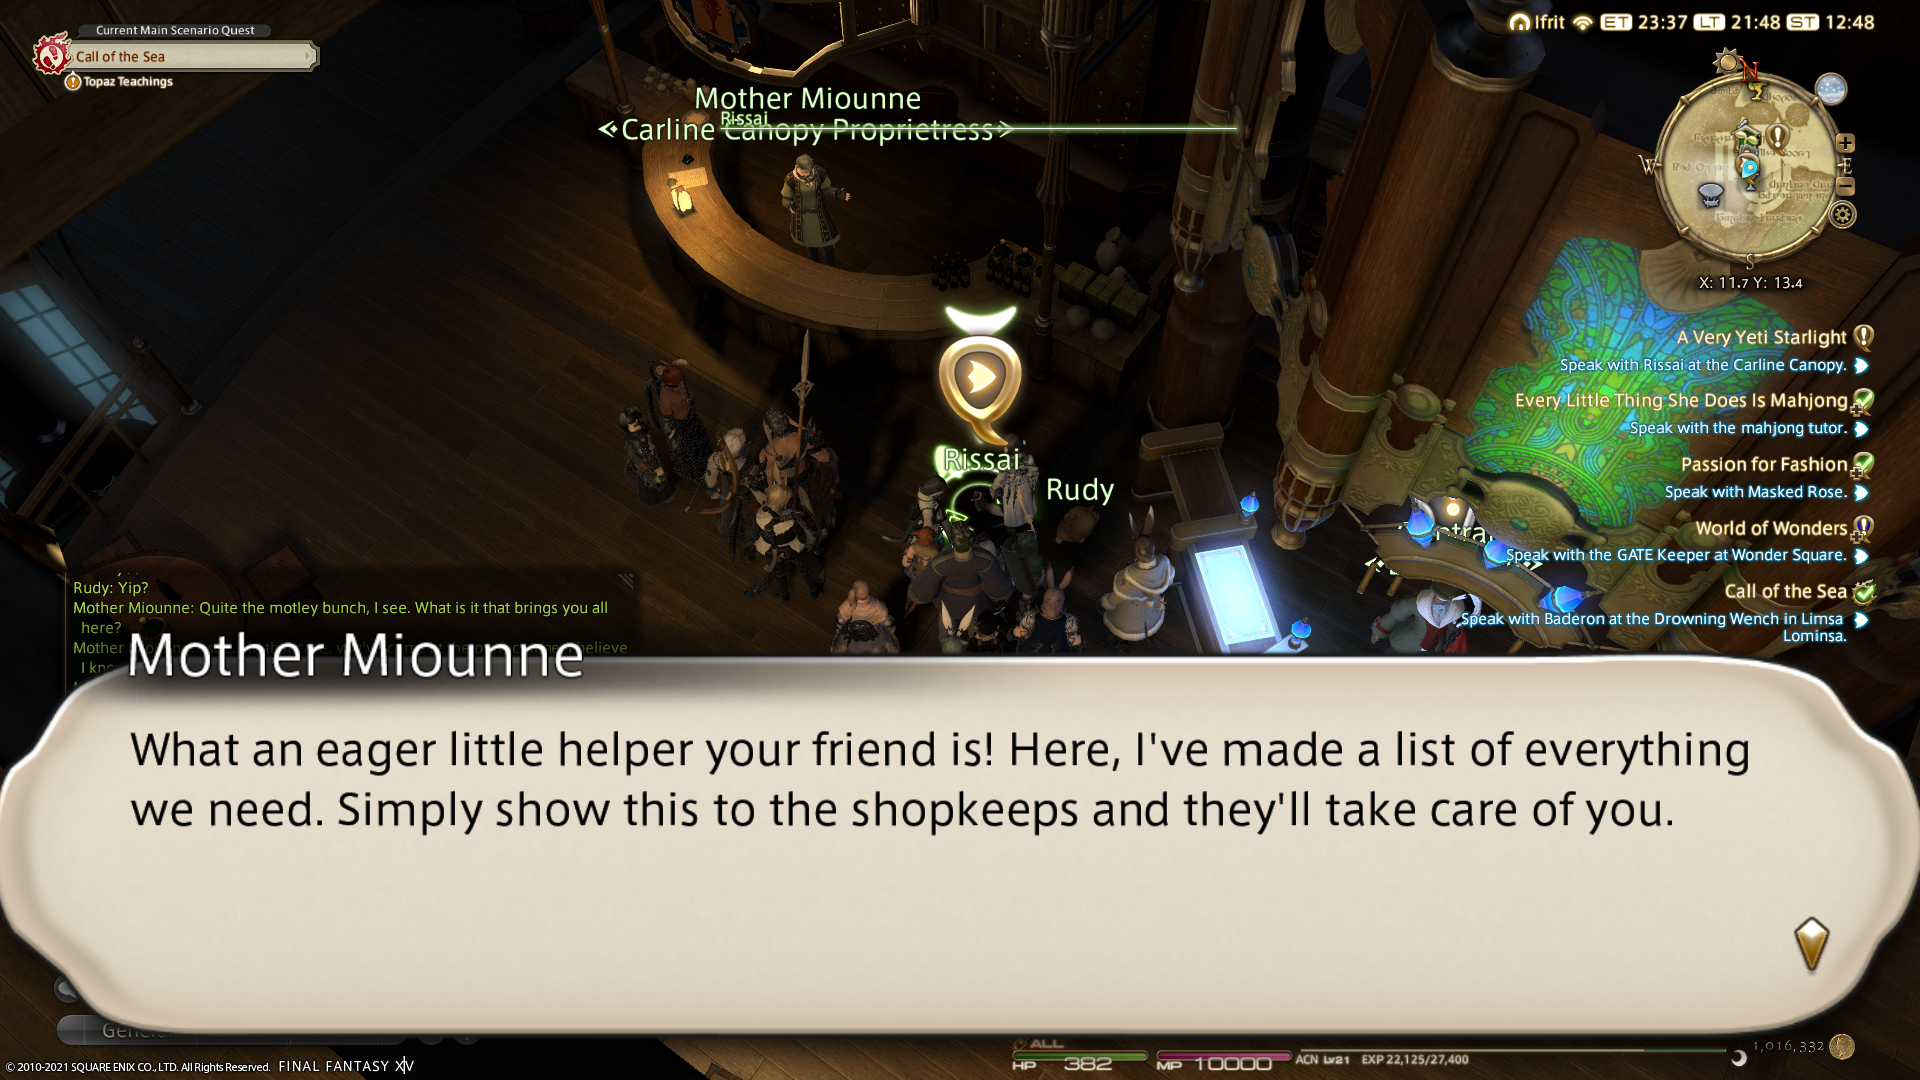 Current Main Scenario Quest
Call of the Sea
Topaz Teachings
Ifrit ET 23:37 LT 21:48 ST 12:48
N
W
E
S
X: 11.7 Y: 13.4
Mother Miounne
Rissai
Carline Canopy Proprietress
Rissai
Rudy
A Very Yeti Starlight
Speak with Rissai at the Carline Canopy.
Every Little Thing She Does Is Mahjong
Speak with the mahjong tutor.
Passion for Fashion
Speak with Masked Rose.
World of Wonders
Speak with the GATE Keeper at Wonder Square.
Call of the Sea
Speak with Baderon at the Drowning Wench in Limsa
Lominsa.
Rudy: Yip?
Mother Miounne: Quite the motley bunch, I see. What is it that brings you all
here?
Mother believe
I
Mother Miounne
What an eager little helper your friend is! Here, I've made a list of everything
we need. Simply show this to the shopkeeps and they'll take care of you.
ALL
HP 382 MP 10000 ACN Lv21 EXP 22,125/27,400
1,016,332
© 2010-2021 SQUARE ENIX CO., LTD. All Rights Reserved. FINAL FANTASY XIV